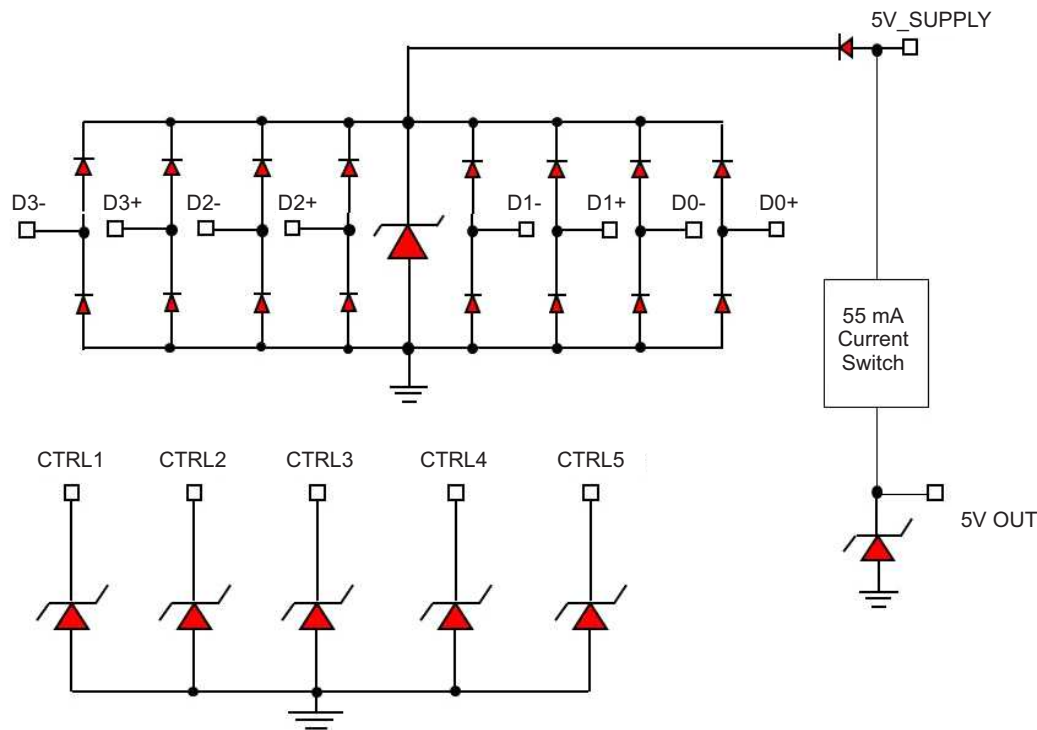 5V_SUPPLY
D3-
D3+
D2-
D2+
D1-
D1+
D0-
D0+
55 mA
Current
Switch
CTRL1
CTRL2
CTRL3
CTRL4
CTRL5
5V OUT